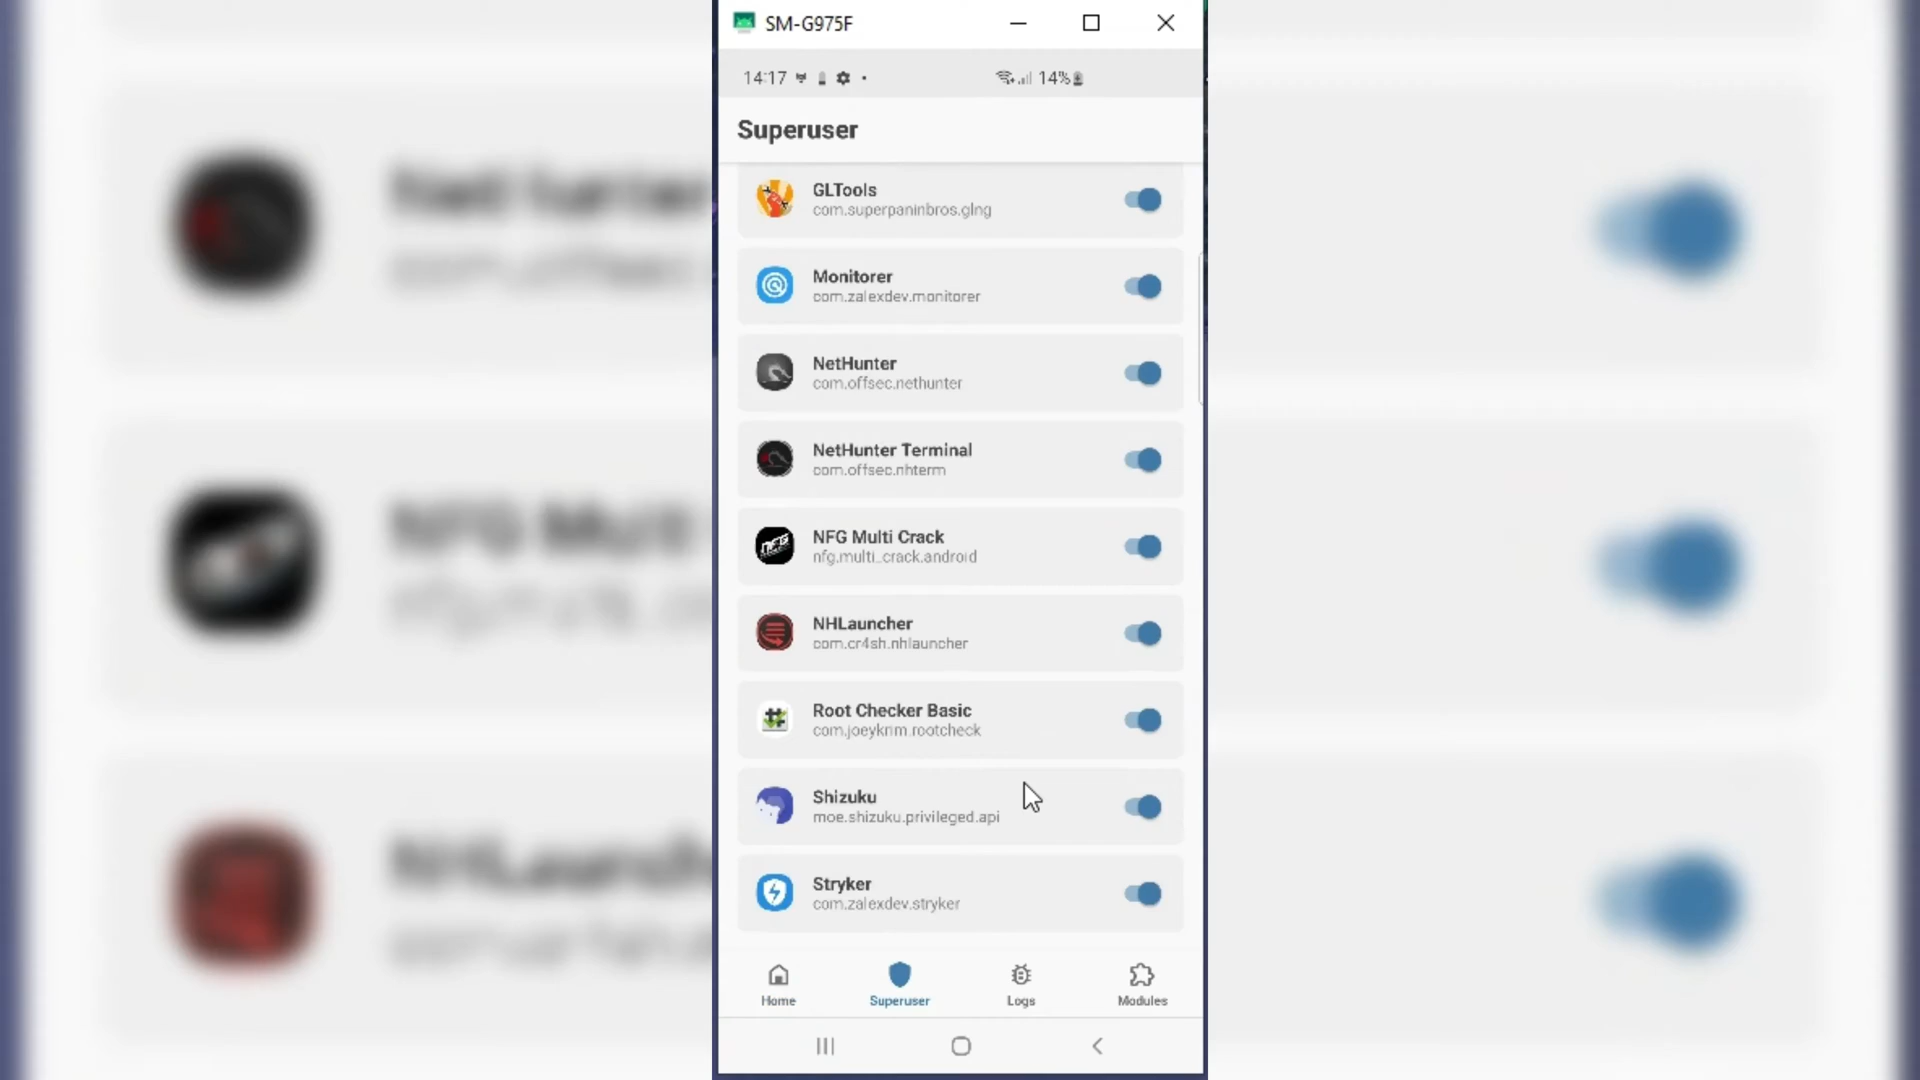 SM-G975F
14:17
14%
Superuser
GLTools
com.superpaninbros.glng
Monitorer
com.zalexdev.monitorer
NetHunter
com.offsec.nethunter
NetHunter Terminal
com.offsec.nhterm
NFG Multi Crack
nfg.multi_crack.android
NHLauncher
com.cr4sh.nhlauncher
Root Checker Basic
com.joeykrim.rootcheck
Shizuku
moe.shizuku.privileged.api
Stryker
com.zalexdev.stryker
Home
Superuser
Logs
Modules